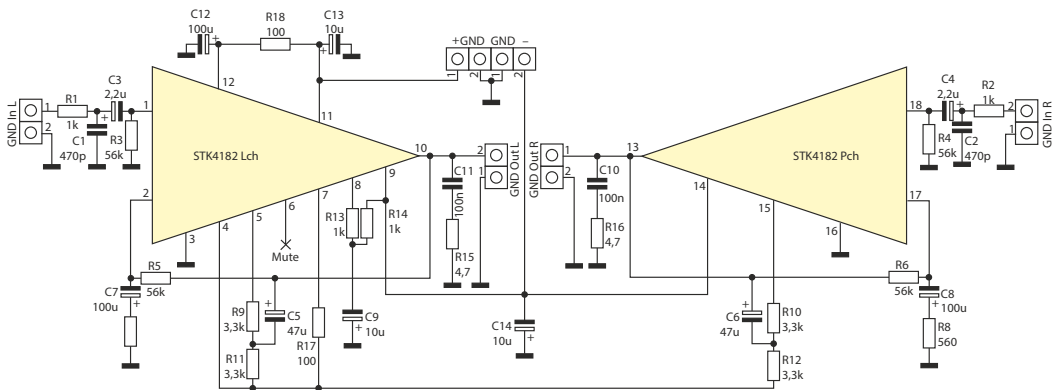 C12
100u
R18
100
C13
10u
+GND GND –
1 2 1 2
12
11
GND In L
1
2
R1
1k
C3
2,2u
C1
470p
R3
56k
1
STK4182 Lch
2
3
4
5
6
7
8
9
10
Mute
R13
1k
R14
1k
C11
100n
R15
4,7
2
1
GND Out L
GND Out R
1
2
C10
100n
R16
4,7
13
STK4182 Pch
14
15
16
17
18
C4
2,2u
R2
1k
R4
56k
C2
470p
2
1
GND In R
R5
56k
C7
100u
R9
3,3k
R11
3,3k
C5
47u
R17
100
C9
10u
C14
10u
C6
47u
R10
3,3k
R12
3,3k
R6
56k
C8
100u
R8
560